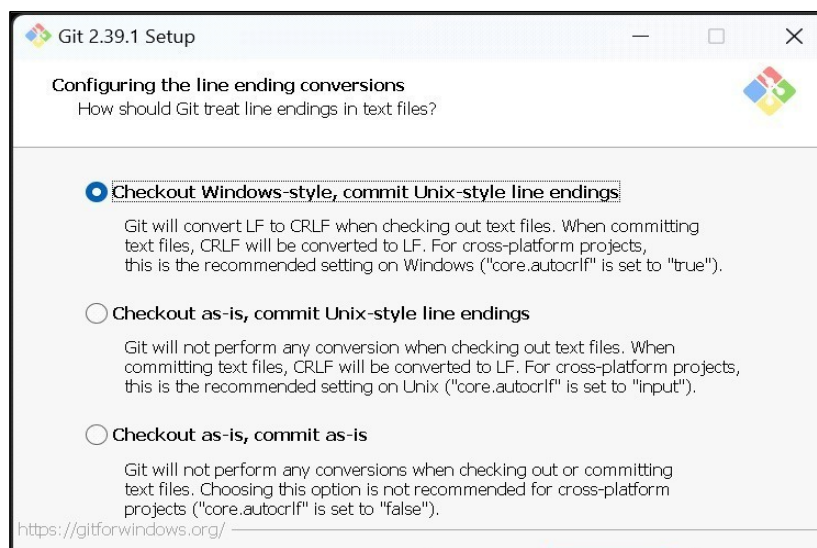 Git 2.39.1 Setup
Configuring the line ending conversions
How should Git treat line endings in text files?
Checkout Windows-style, commit Unix-style line endings
Git will convert LF to CRLF when checking out text files. When committing
text files, CRLF will be converted to LF. For cross-platform projects,
this is the recommended setting on Windows ("core.autocrlf" is set to "true").
Checkout as-is, commit Unix-style line endings
Git will not perform any conversion when checking out text files. When
committing text files, CRLF will be converted to LF. For cross-platform projects,
this is the recommended setting on Unix ("core.autocrlf" is set to "input").
Checkout as-is, commit as-is
Git will not perform any conversions when checking out or committing
text files. Choosing this option is not recommended for cross-platform
projects ("core.autocrlf" is set to "false").
https://gitforwindows.org/